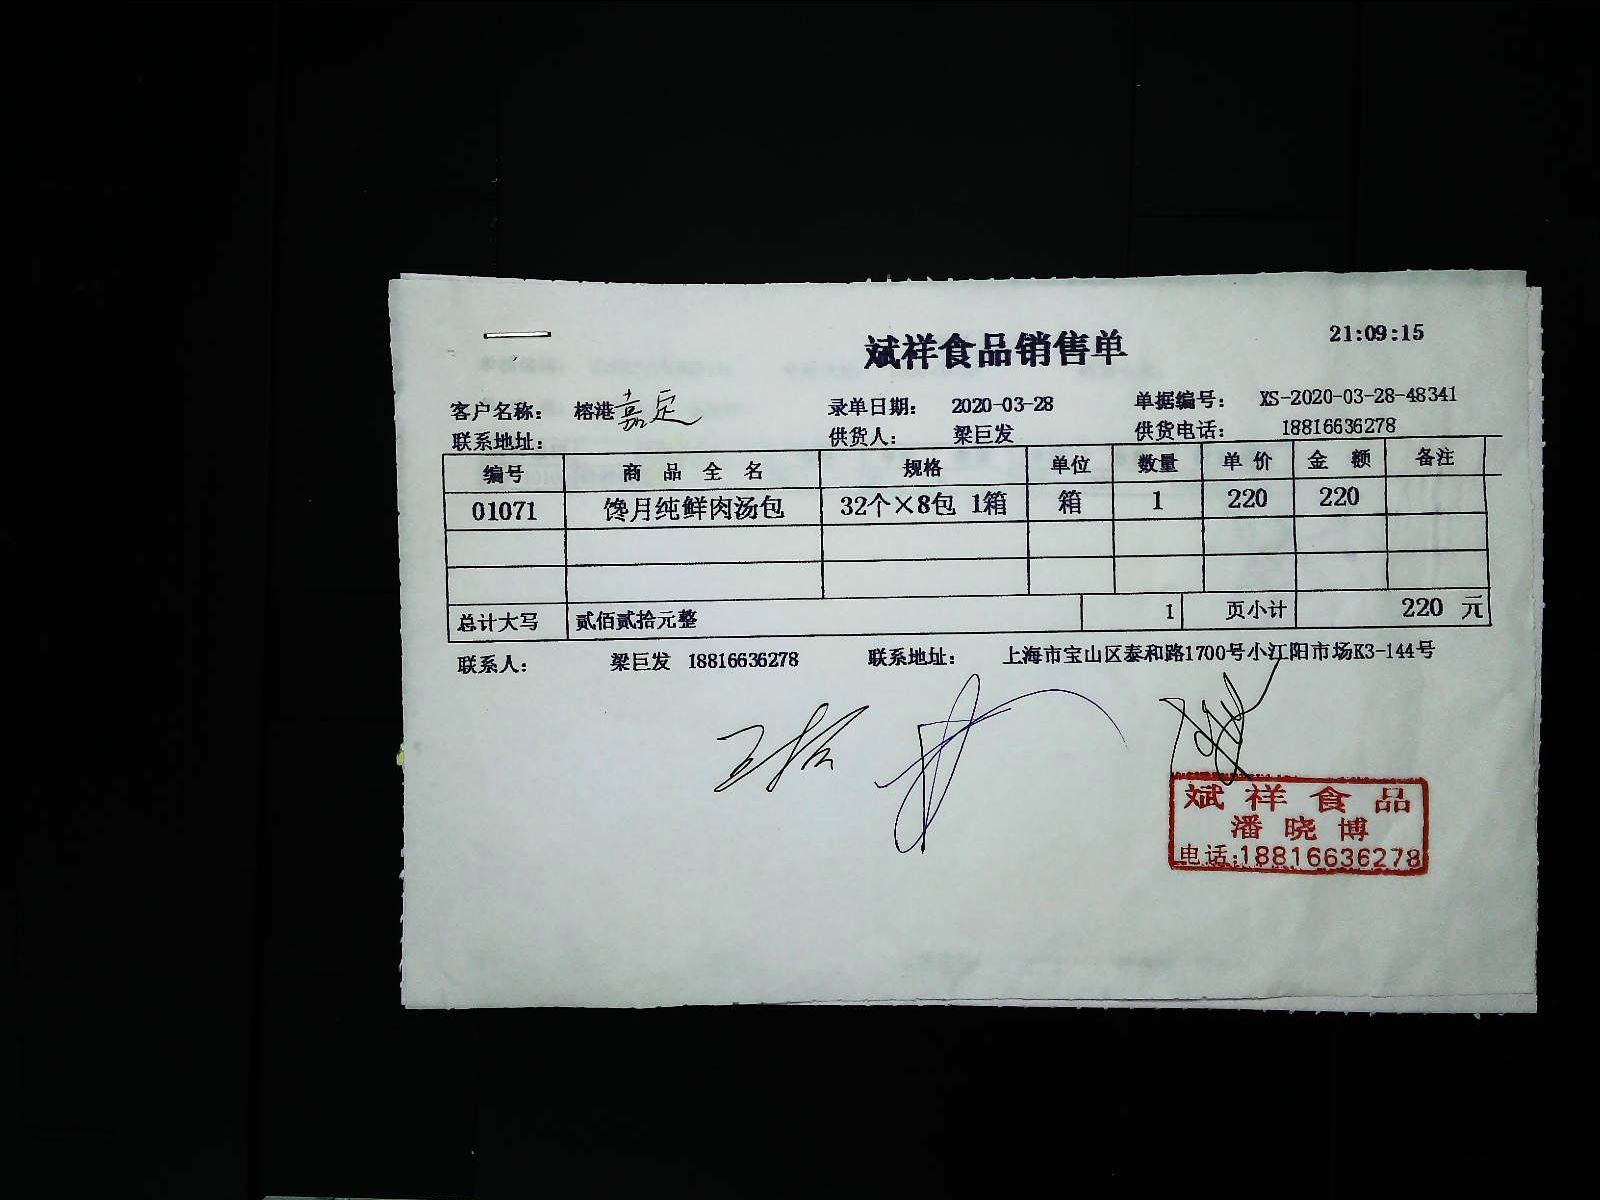 斌祥食品销售单 21:09:15
客户名称： 榕港嘉定 录单日期： 2020-03-28 单据编号： XS-2020-03-28-48341
联系地址： 供货人： 梁巨发 供货电话： 18816636278
编号 商品全名 规格 单位 数量 单价 金额 备注
01071 馋月纯鲜肉汤包 32个×8包 1箱 箱 1 220 220
总计大写 贰佰贰拾元整 1 页小计 220 元
联系人： 梁巨发 18816636278 联系地址： 上海市宝山区泰和路1700号小江阳市场K3-144号
斌祥食品
潘晓博
电话:18816636278